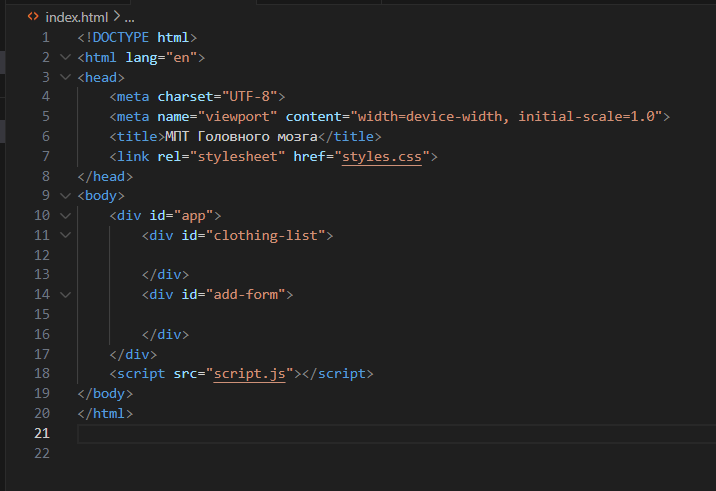 index.html > ...
1 <!DOCTYPE html>
2 <html lang="en">
3 <head>
4 <meta charset="UTF-8">
5 <meta name="viewport" content="width=device-width, initial-scale=1.0">
6 <title>МПТ Головного мозга</title>
7 <link rel="stylesheet" href="styles.css">
8 </head>
9 <body>
10 <div id="app">
11 <div id="clothing-list">
12
13 </div>
14 <div id="add-form">
15
16 </div>
17 </div>
18 <script src="script.js"></script>
19 </body>
20 </html>
21
22